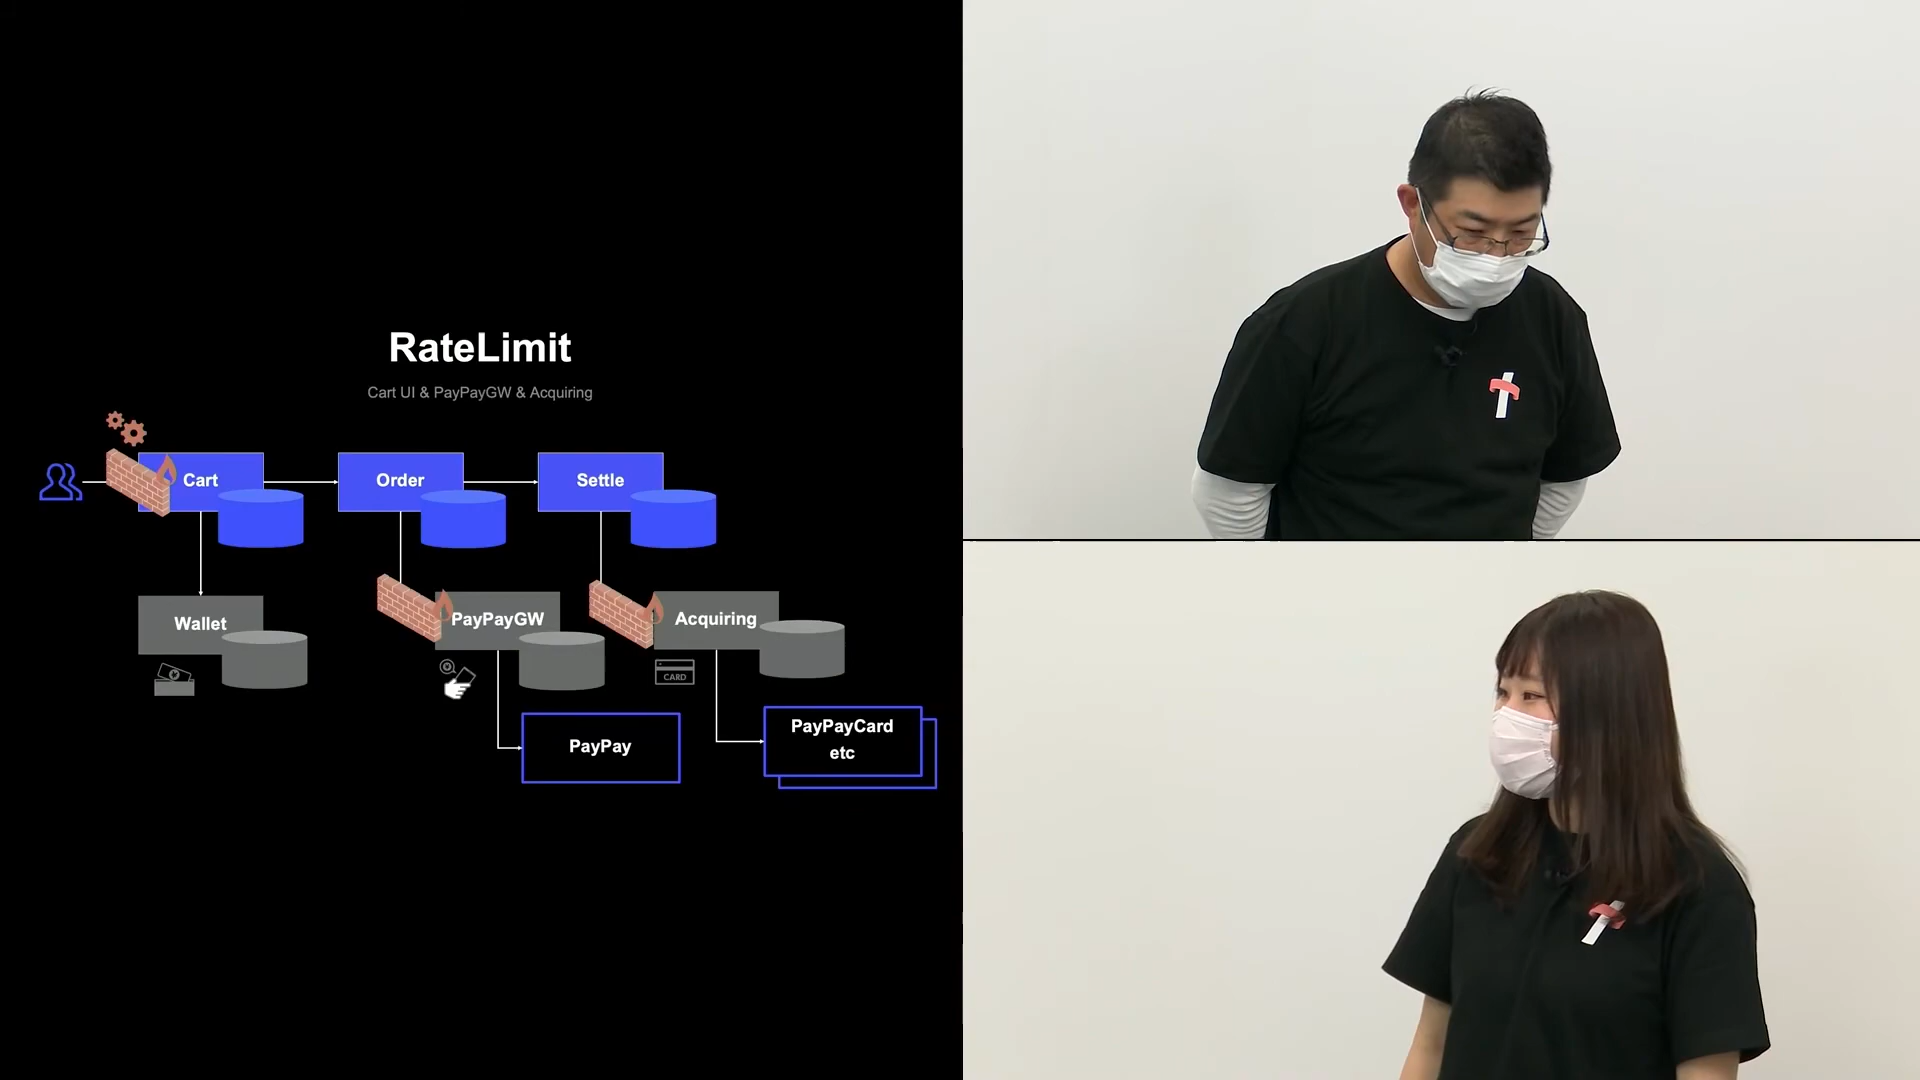 RateLimit
Cart UI & PayPayGW & Acquiring
Cart
Order
Settle
Wallet
PayPayGW
Acquiring
CARD
PayPay
PayPayCard
etc